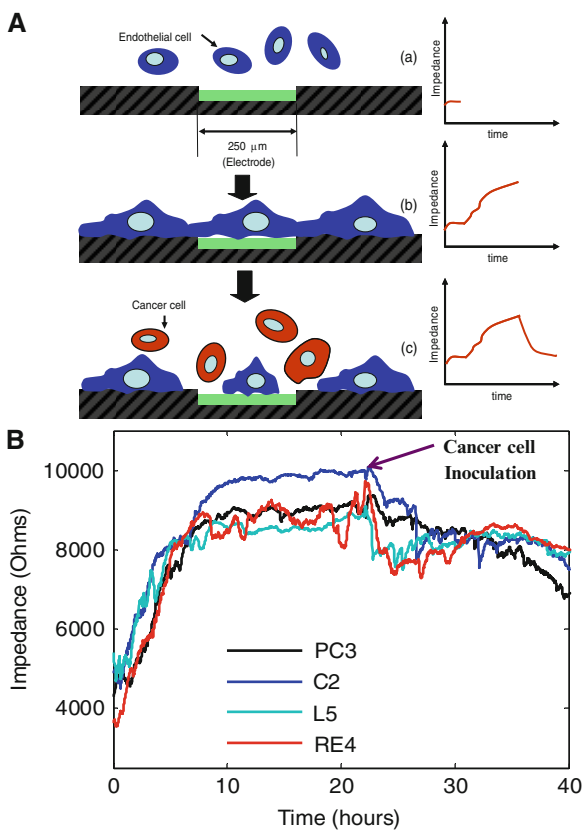 A
Endothelial cell
(a)
Impedance
time
250 μm
(Electrode)
(b)
Impedance
time
Cancer cell
(c)
Impedance
time
B
Cancer cell
Inoculation
Impedance (Ohms)
10000
8000
6000
4000
PC3
C2
L5
RE4
0 10 20 30 40
Time (hours)